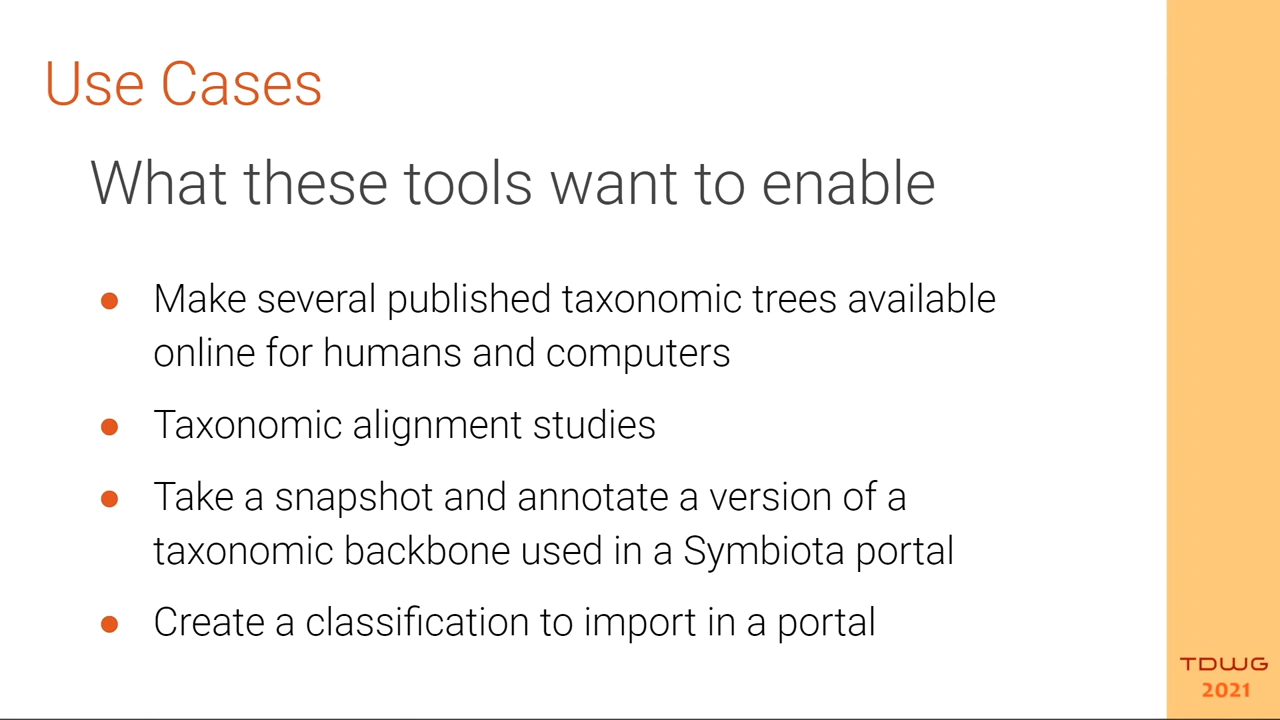 Use Cases
What these tools want to enable
● Make several published taxonomic trees available
online for humans and computers
● Taxonomic alignment studies
● Take a snapshot and annotate a version of a
taxonomic backbone used in a Symbiota portal
● Create a classification to import in a portal
TDWG
2021